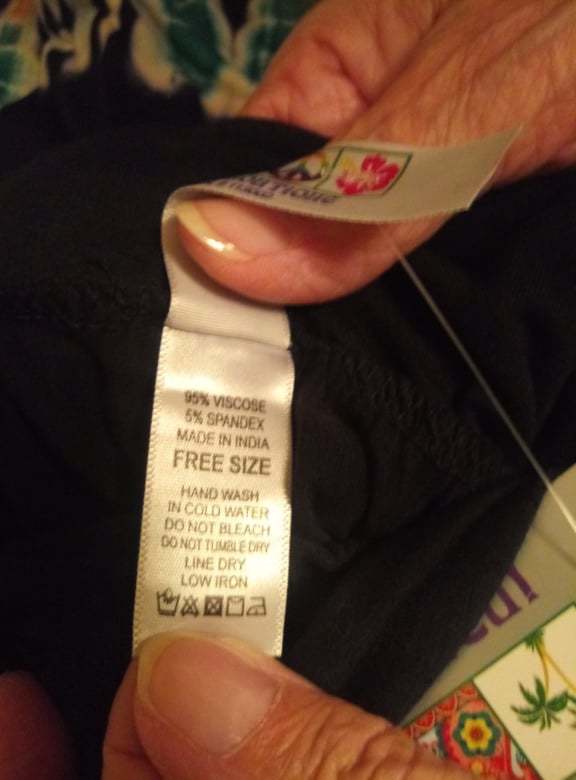 95% VISCOSE
5% SPANDEX
MADE IN INDIA
FREE SIZE
HAND WASH
IN COLD WATER
DO NOT BLEACH
DO NOT TUMBLE DRY
LINE DRY
LOW IRON